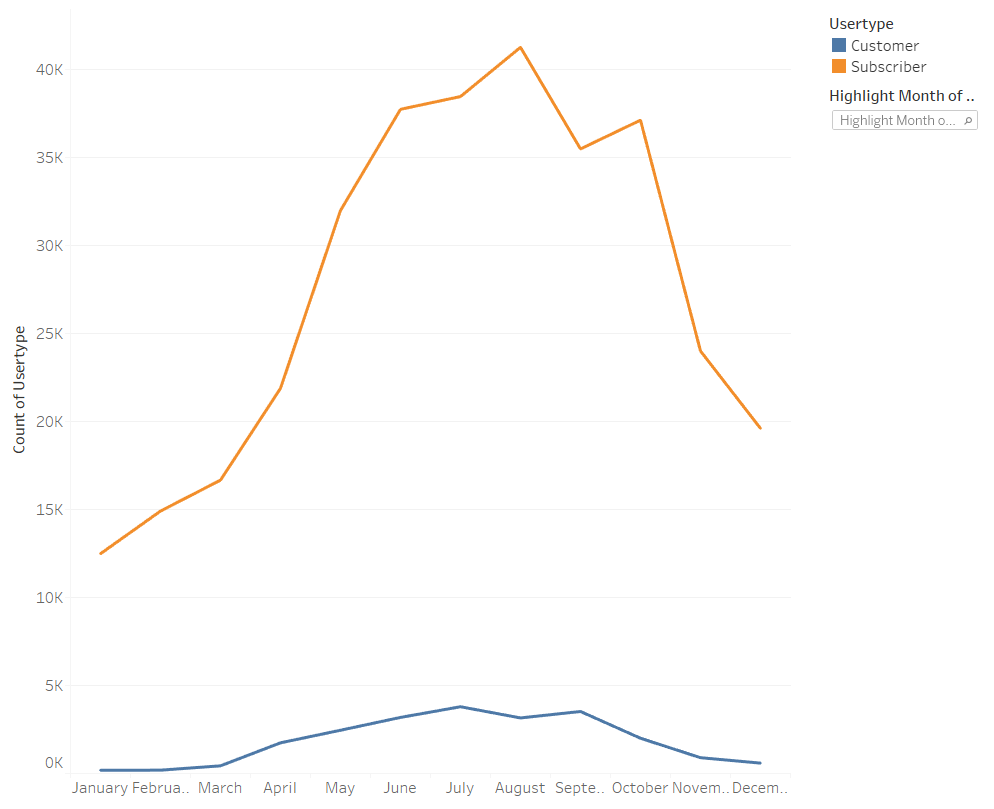 Usertype
Customer
Subscriber
Highlight Month of ..
Highlight Month o...
Count of Usertype
40K
35K
30K
25K
20K
15K
10K
5K
0K
January Februa.. March April May June July August Septe.. October Novem.. Decem..